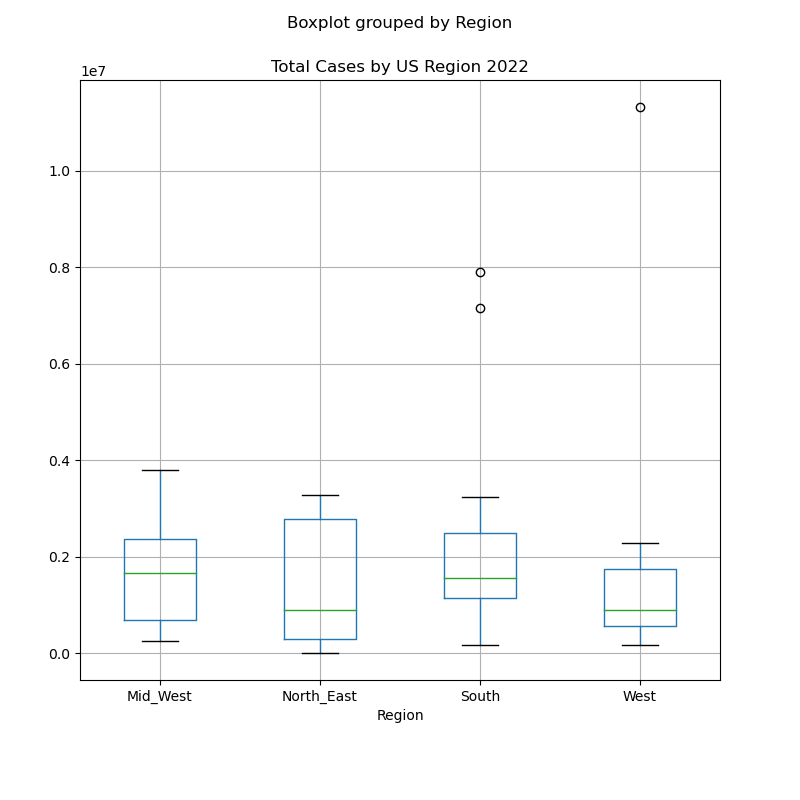 Boxplot grouped by Region
Total Cases by US Region 2022
1e7
1.0
0.8
0.6
0.4
0.2
0.0
Mid_West North_East South West
Region